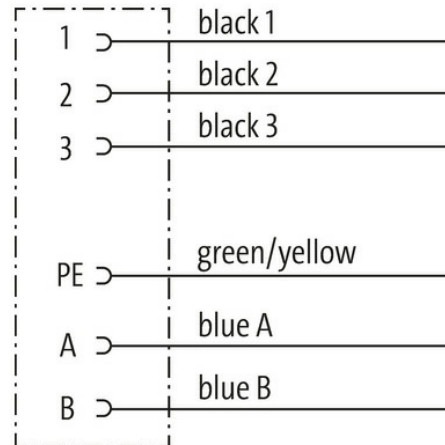 1 black 1
2 black 2
3 black 3
PE green/yellow
A blue A
B blue B